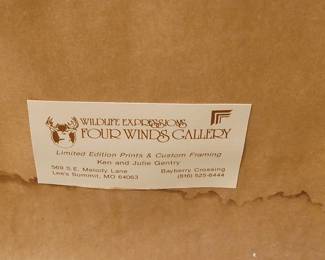 WILDLIFE EXPRESSIONS
FOUR WINDS GALLERY
Limited Edition Prints & Custom Framing
Ken and Julie Gentry
569 S.E. Melody Lane Bayberry Crossing
Lee's Summit, MO 64063 (816) 525-8444